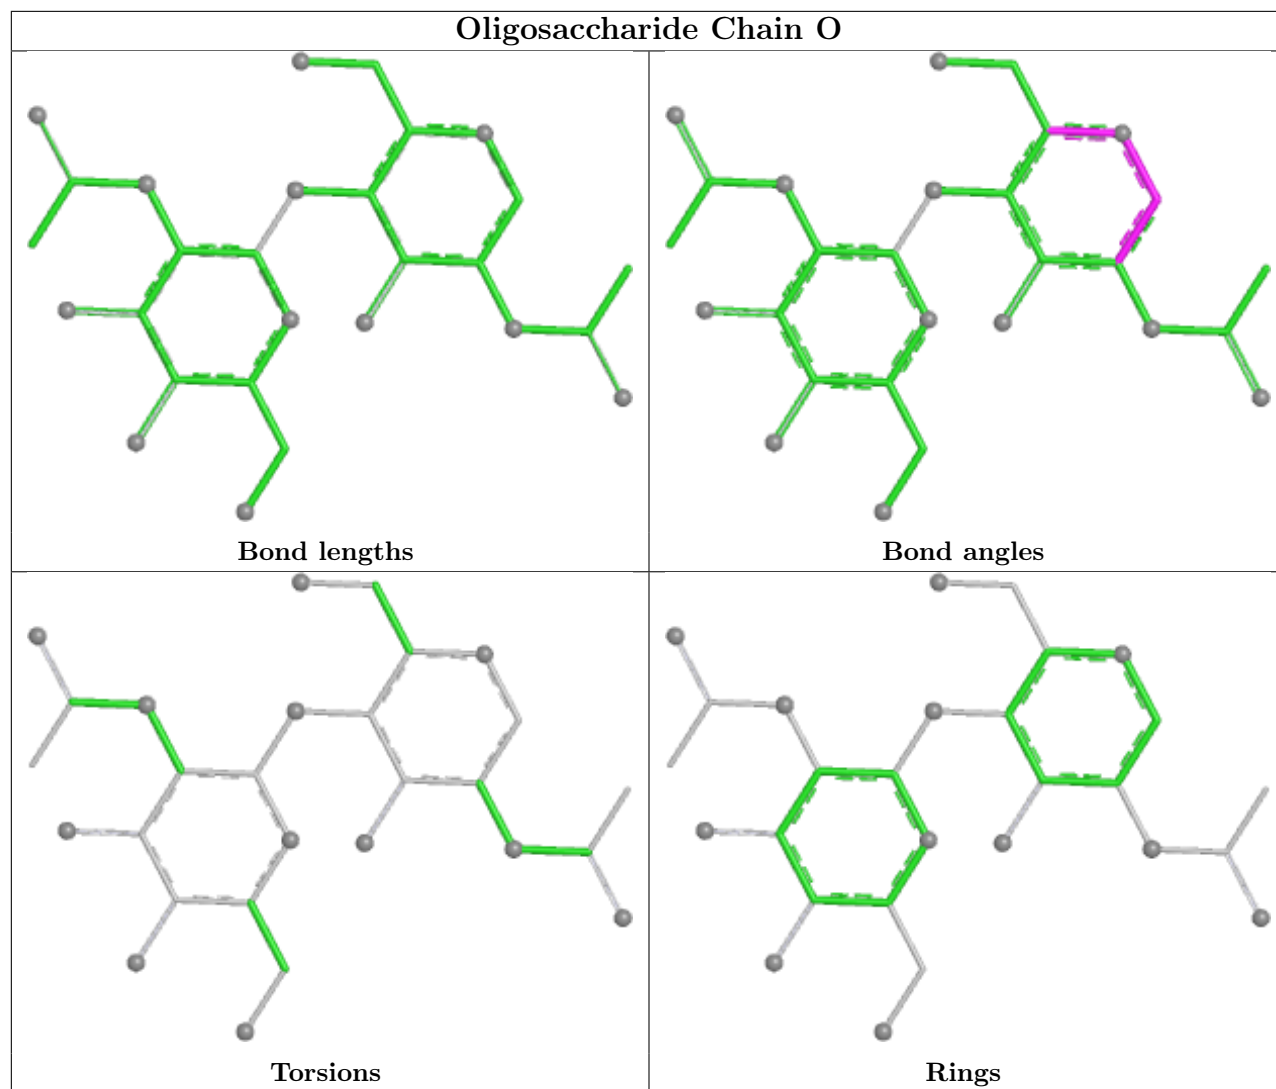 Oligosaccharide Chain O
Bond lengths
Bond angles
Torsions
Rings